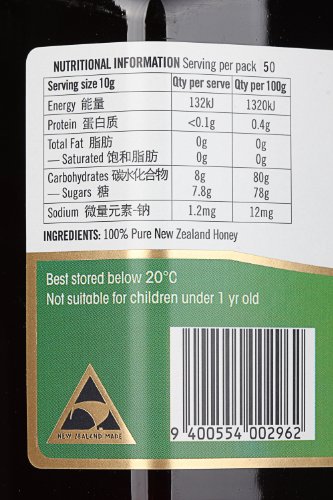 NUTRITIONAL INFORMATION Serving per pack 50
Serving size 10g Qty per serve Qty per 100g
Energy 能量 132kJ 1320kJ
Protein 蛋白质 <0.1g 0.4g
Total Fat 脂肪 0g 0g
— Saturated 饱和脂肪 0g 0g
Carbohydrates 碳水化合物 8g 80g
— Sugars 糖 7.8g 78g
Sodium 微量元素-钠 1.2mg 12mg
INGREDIENTS: 100% Pure New Zealand Honey
Best stored below 20°C
Not suitable for children under 1 yr old
NEW ZEALAND MADE
9 400554 002962